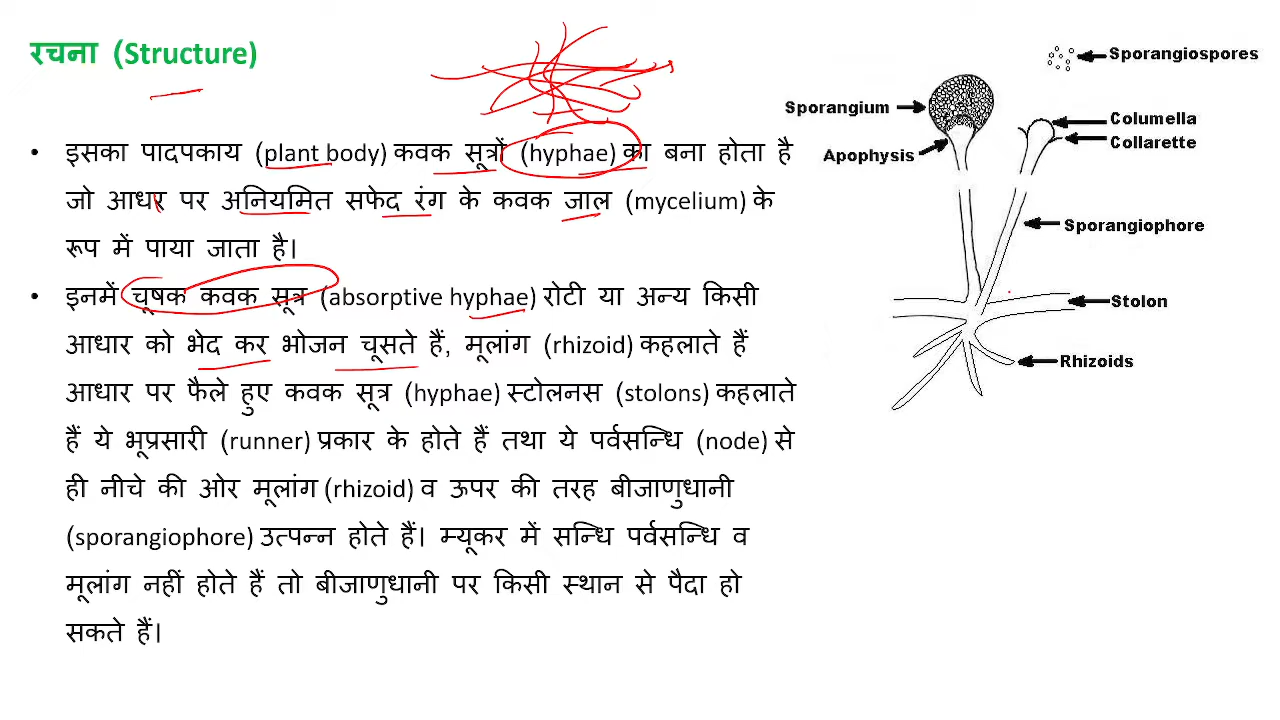 रचना (Structure)
• इसका पादपकाय (plant body) कवक सूत्रों (hyphae) का बना होता है
जो आधार पर अनियमित सफेद रंग के कवक जाल (mycelium) के
रूप में पाया जाता है।
• इनमें चूषक कवक सूत्र (absorptive hyphae) रोटी या अन्य किसी
आधार को भेद कर भोजन चूसते हैं, मूलांग (rhizoid) कहलाते हैं
आधार पर फैले हुए कवक सूत्र (hyphae) स्टोलनस (stolons) कहलाते
हैं ये भूप्रसारी (runner) प्रकार के होते हैं तथा ये पर्वसन्धि (node) से
ही नीचे की ओर मूलांग (rhizoid) व ऊपर की तरह बीजाणुधानी
(sporangiophore) उत्पन्न होते हैं। म्यूकर में सन्धि पर्वसन्धि व
मूलांग नहीं होते हैं तो बीजाणुधानी पर किसी स्थान से पैदा हो
सकते हैं।
Sporangiospores
Sporangium
Columella
Collarette
Apophysis
Sporangiophore
Stolon
Rhizoids